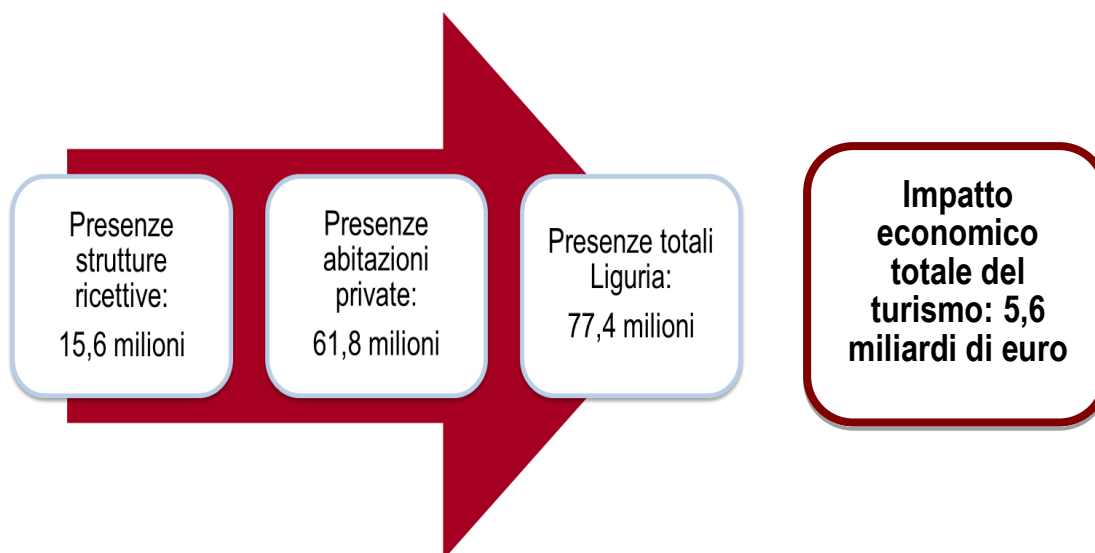 Presenze
strutture
ricettive:
15,6 milioni
Presenze
abitazioni
private:
61,8 milioni
Presenze totali
Liguria:
77,4 milioni
Impatto
economico
totale del
turismo: 5,6
miliardi di euro